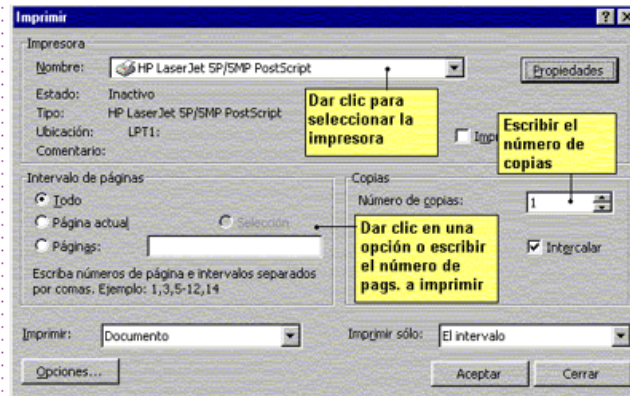 Imprimir
Impresora
Nombre: HP LaserJet 5P/5MP PostScript
Propiedades
Estado: Inactivo
Tipo: HP LaserJet 5P/5MP PostScript
Ubicación: LPT1:
Comentario:
Dar clic para
seleccionar la
impresora
Escribir el
número de
copias
Intervalo de páginas
Todo
Página actual
Selección
Páginas:
Escriba números de página e intervalos separados
por comas. Ejemplo: 1,3,5-12,14
Copias
Número de copias: 1
Intercalar
Dar clic en una
opción o escribir
el número de
pags. a imprimir
Imprimir: Documento
Imprimir sólo: El intervalo
Opciones...
Aceptar
Cerrar